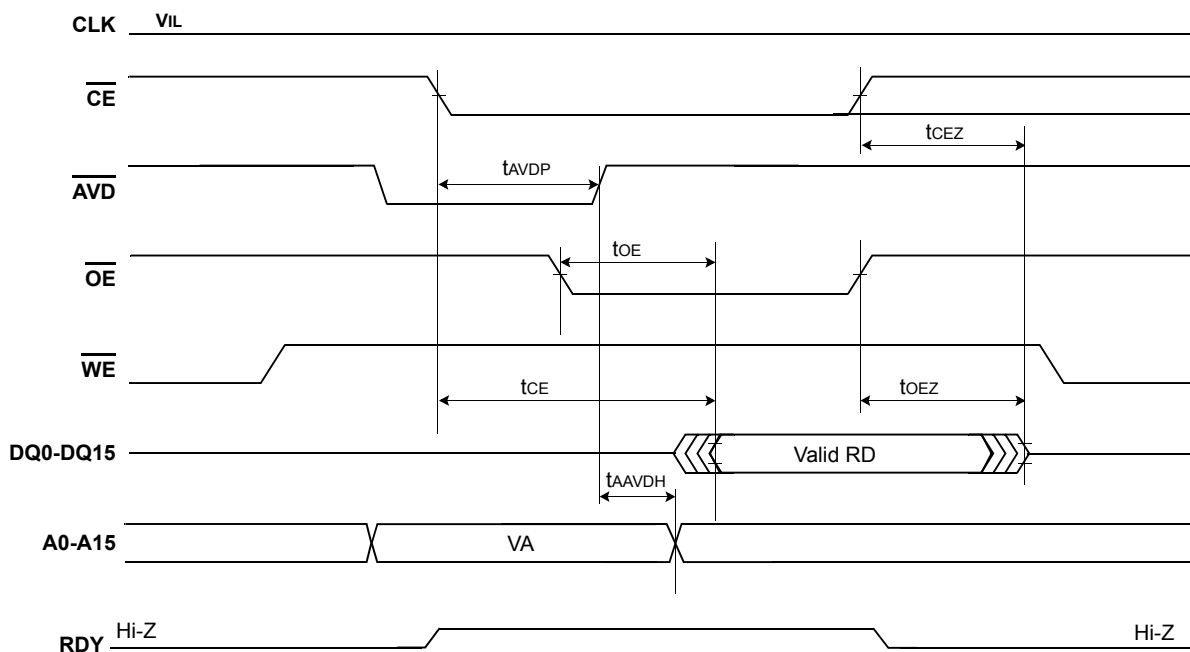 CLK VIL
CE
tCEZ
AVD tAVDP
OE tOE
WE
tCE tOEZ
DQ0-DQ15 Valid RD
tAAVDH
A0-A15 VA
RDY Hi-Z Hi-Z